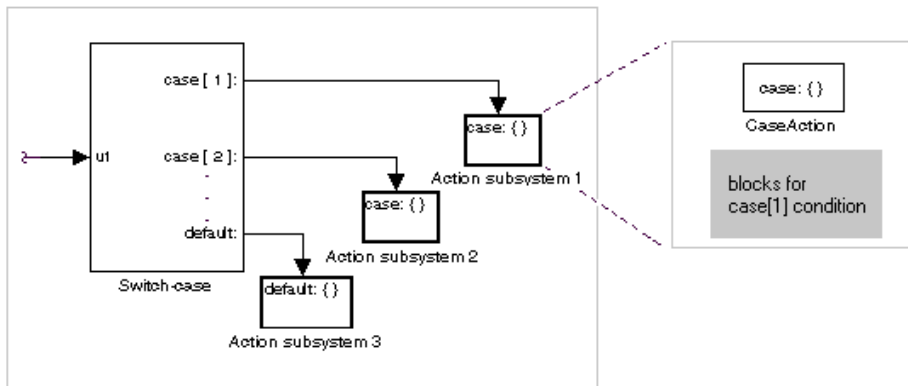 case [ 1 ]:
u1
case [ 2 ]:
default:
Switch-case
case: { }
Action subsystem 1
case: { }
Action subsystem 2
default: { }
Action subsystem 3
case: { }
CaseAction
blocks for
case[1] condition